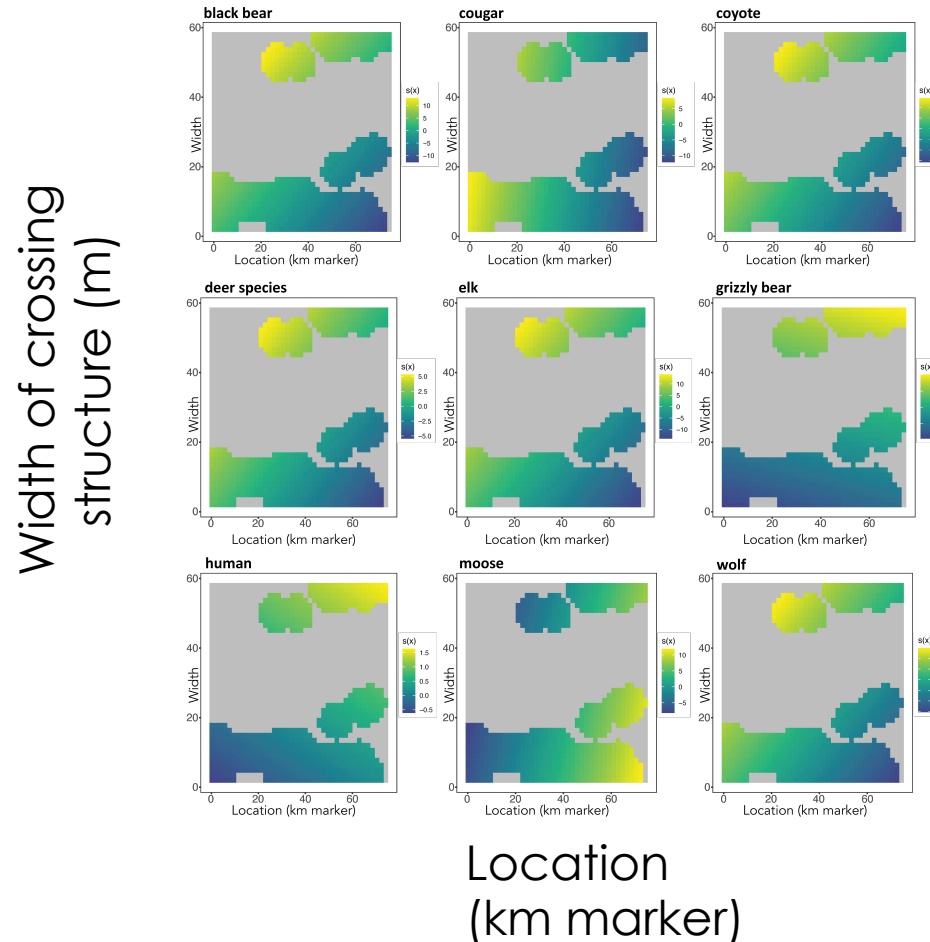 black bear
cougar
coyote
60
40
20
0
Width
0
20
40
60
Location (km marker)
s(x)
10
5
0
−5
−10
60
40
20
0
Width
0
20
40
60
Location (km marker)
s(x)
5
0
−5
−10
60
40
20
0
Width
0
20
40
60
Location (km marker)
Width of crossing
structure (m)
deer species
elk
grizzly bear
60
40
20
0
Width
0
20
40
60
Location (km marker)
s(x)
5.0
2.5
0.0
−2.5
−5.0
60
40
20
0
Width
0
20
40
60
Location (km marker)
s(x)
10
5
0
−5
−10
60
40
20
0
Width
0
20
40
60
Location (km marker)
human
moose
wolf
60
40
20
0
Width
0
20
40
60
Location (km marker)
s(x)
1.5
1.0
0.5
0.0
−0.5
60
40
20
0
Width
0
20
40
60
Location (km marker)
s(x)
10
5
0
−5
60
40
20
0
Width
0
20
40
60
Location (km marker)
Location
(km marker)